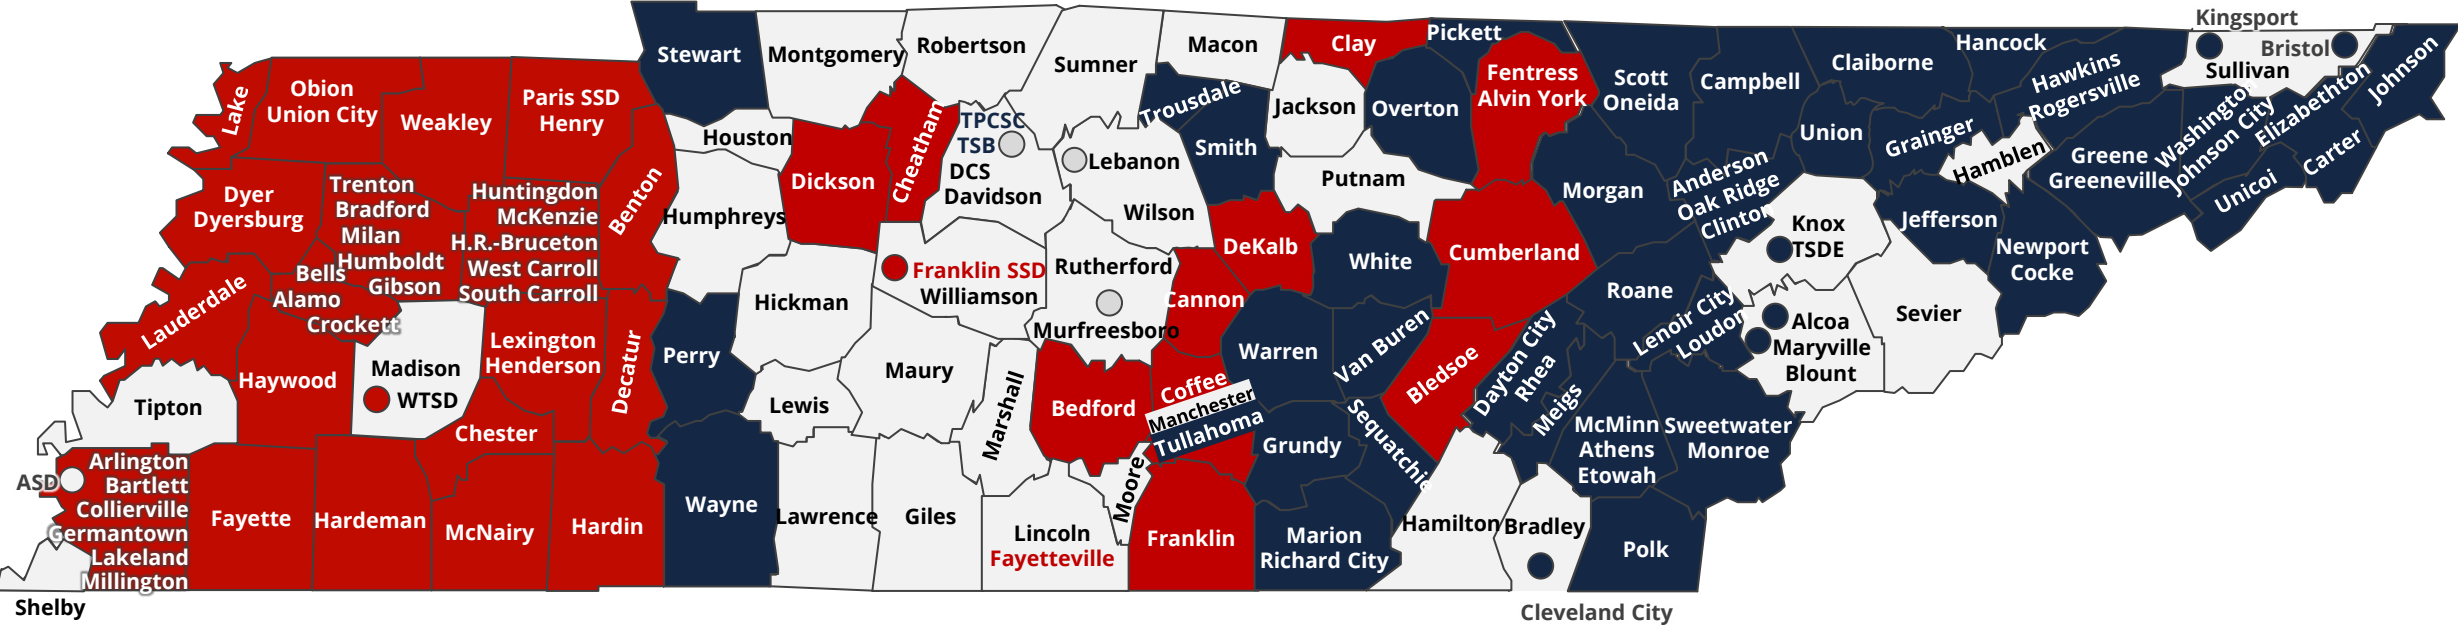 Lake
Obion
Union City
Weakley
Paris SSD
Henry
Stewart
Montgomery
Robertson
Sumner
Macon
Clay
Pickett
Fentress
Alvin York
Scott
Oneida
Campbell
Claiborne
Hancock
Hawkins
Rogersville
Kingsport
Bristol
Sullivan
Johnson
Dyer
Dyersburg
Trenton
Bradford
Milan
Humboldt
Gibson
Huntingdon
McKenzie
H.R.-Bruceton
West Carroll
South Carroll
Benton
Houston
Humphreys
Dickson
Cheatham
TPCSC
TSB
DCS
Davidson
Lebanon
Wilson
Trousdale
Smith
Jackson
Overton
Putnam
Morgan
Anderson
Oak Ridge
Clinton
Union
Grainger
Hamblen
Greene
Greeneville
Washington
Johnson City
Elizabethton
Carter
Unicoi
Lauderdale
Bells
Alamo
Crockett
Haywood
Madison
WTSD
Lexington
Henderson
Decatur
Perry
Hickman
Franklin SSD
Williamson
Rutherford
Murfreesboro
Cannon
DeKalb
White
Cumberland
Roane
Knox
TSDE
Jefferson
Newport
Cocke
Sevier
Alcoa
Maryville
Blount
Lenoir City
Loudon
Tipton
Chester
Lewis
Maury
Marshall
Bedford
Coffee
Manchester
Tullahoma
Warren
Van Buren
Bledsoe
Dayton City
Rhea
Meigs
McMinn
Athens
Etowah
Sweetwater
Monroe
Sequatchie
Grundy
ASD
Arlington
Bartlett
Collierville
Germantown
Lakeland
Millington
Shelby
Fayette
Hardeman
McNairy
Hardin
Wayne
Lawrence
Giles
Lincoln
Fayetteville
Moore
Franklin
Marion
Richard City
Hamilton
Bradley
Cleveland City
Polk